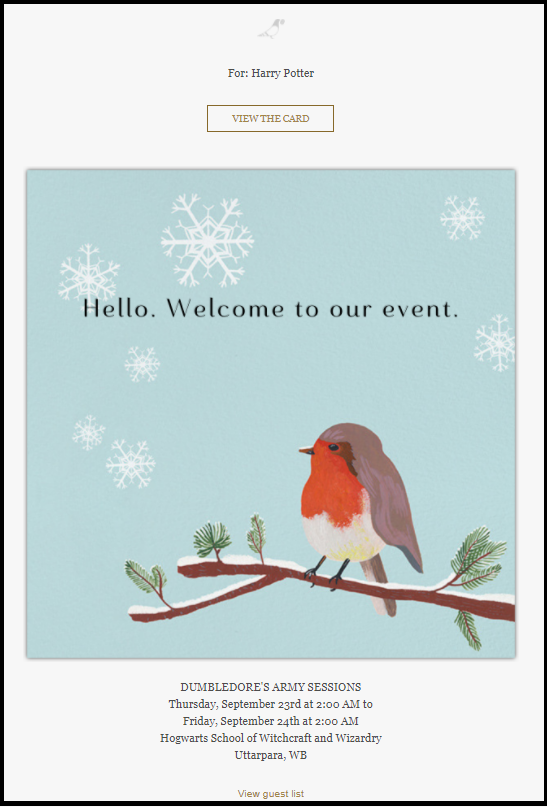 For: Harry Potter
VIEW THE CARD
Hello. Welcome to our event.
DUMBLEDORE'S ARMY SESSIONS
Thursday, September 23rd at 2:00 AM to
Friday, September 24th at 2:00 AM
Hogwarts School of Witchcraft and Wizardry
Uttarpara, WB
View guest list